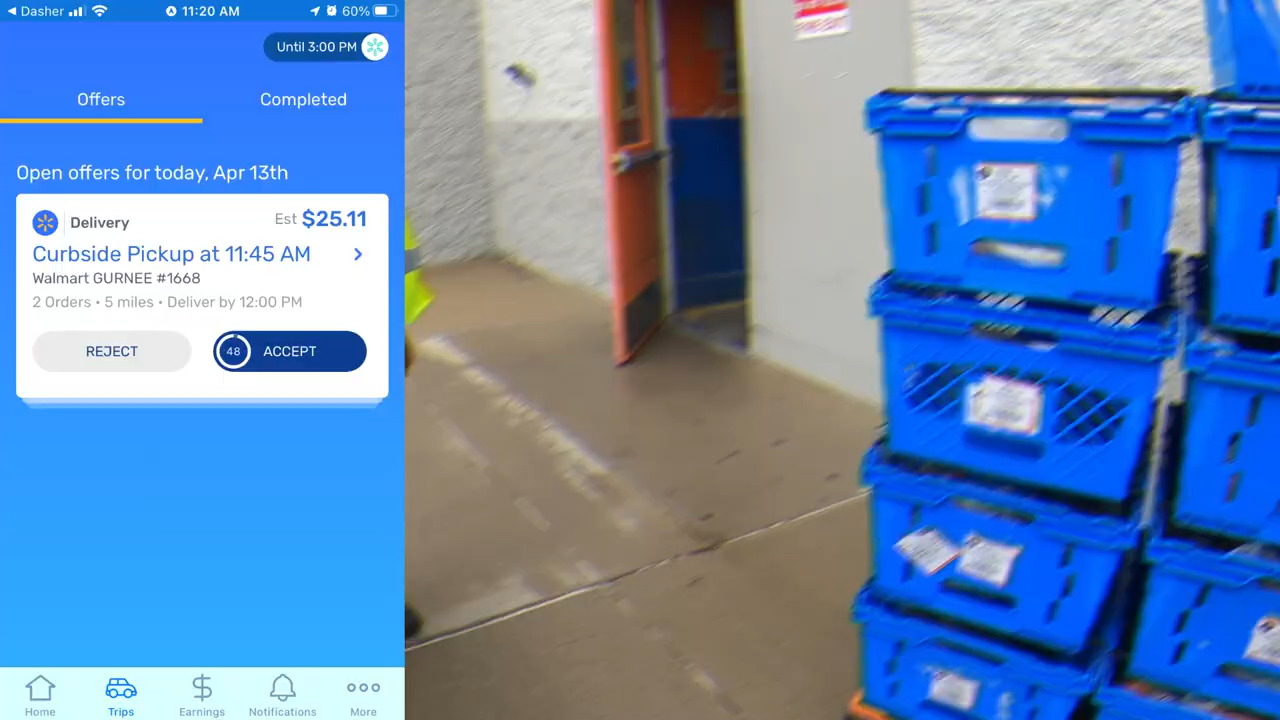 Dasher
11:20 AM
60%
Until 3:00 PM
Offers
Completed
Open offers for today, Apr 13th
Delivery
Est $25.11
Curbside Pickup at 11:45 AM
Walmart GURNEE #1668
2 Orders • 5 miles • Deliver by 12:00 PM
REJECT
48
ACCEPT
Home
Trips
Earnings
Notifications
More